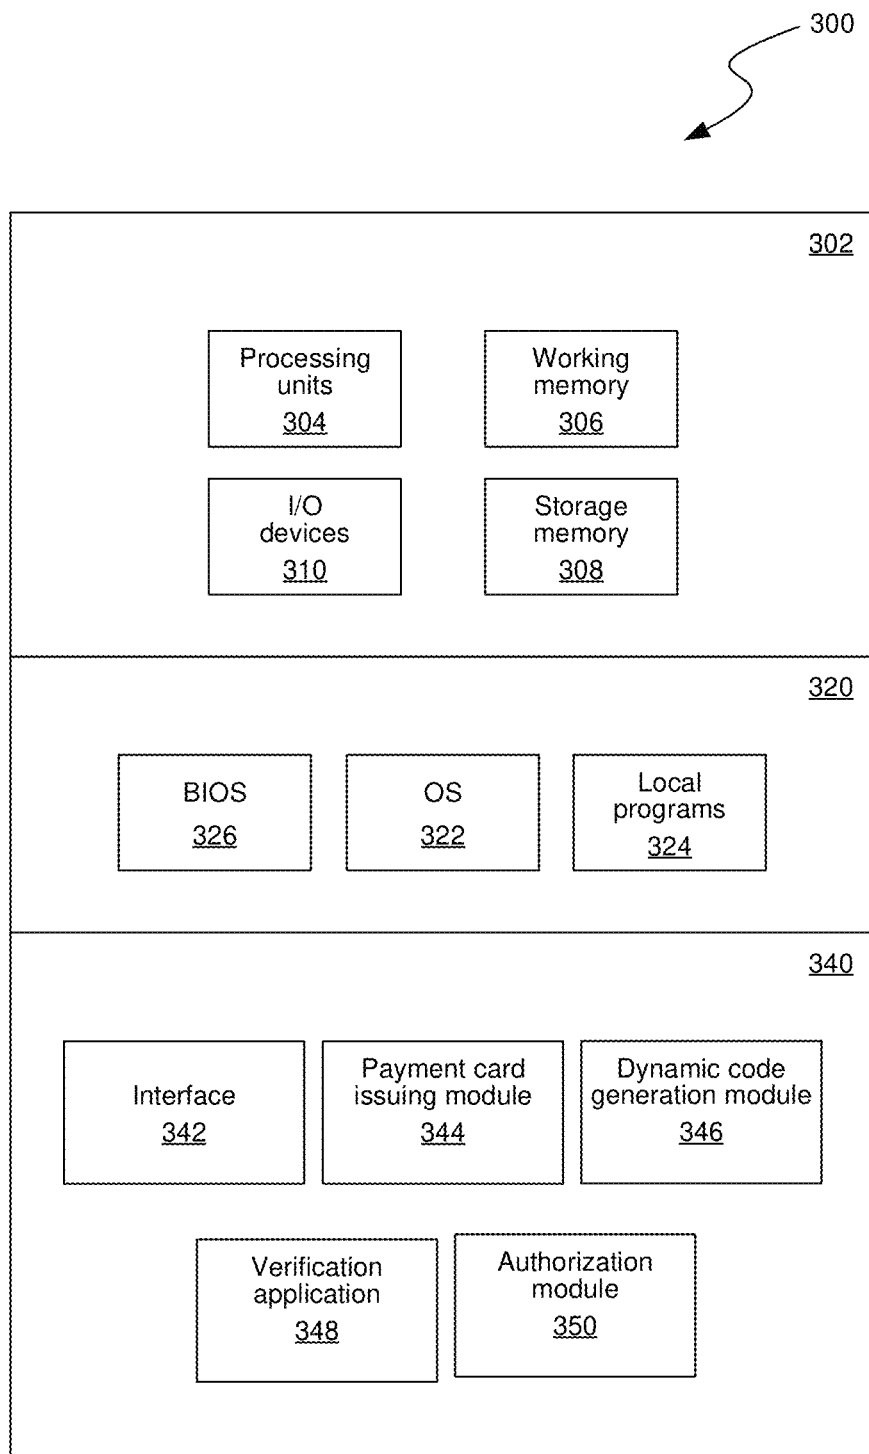 300
302
Processing
units
304
Working
memory
306
I/O
devices
310
Storage
memory
308
320
BIOS
326
OS
322
Local
programs
324
340
Interface
342
Payment card
issuing module
344
Dynamic code
generation module
346
Verification
application
348
Authorization
module
350